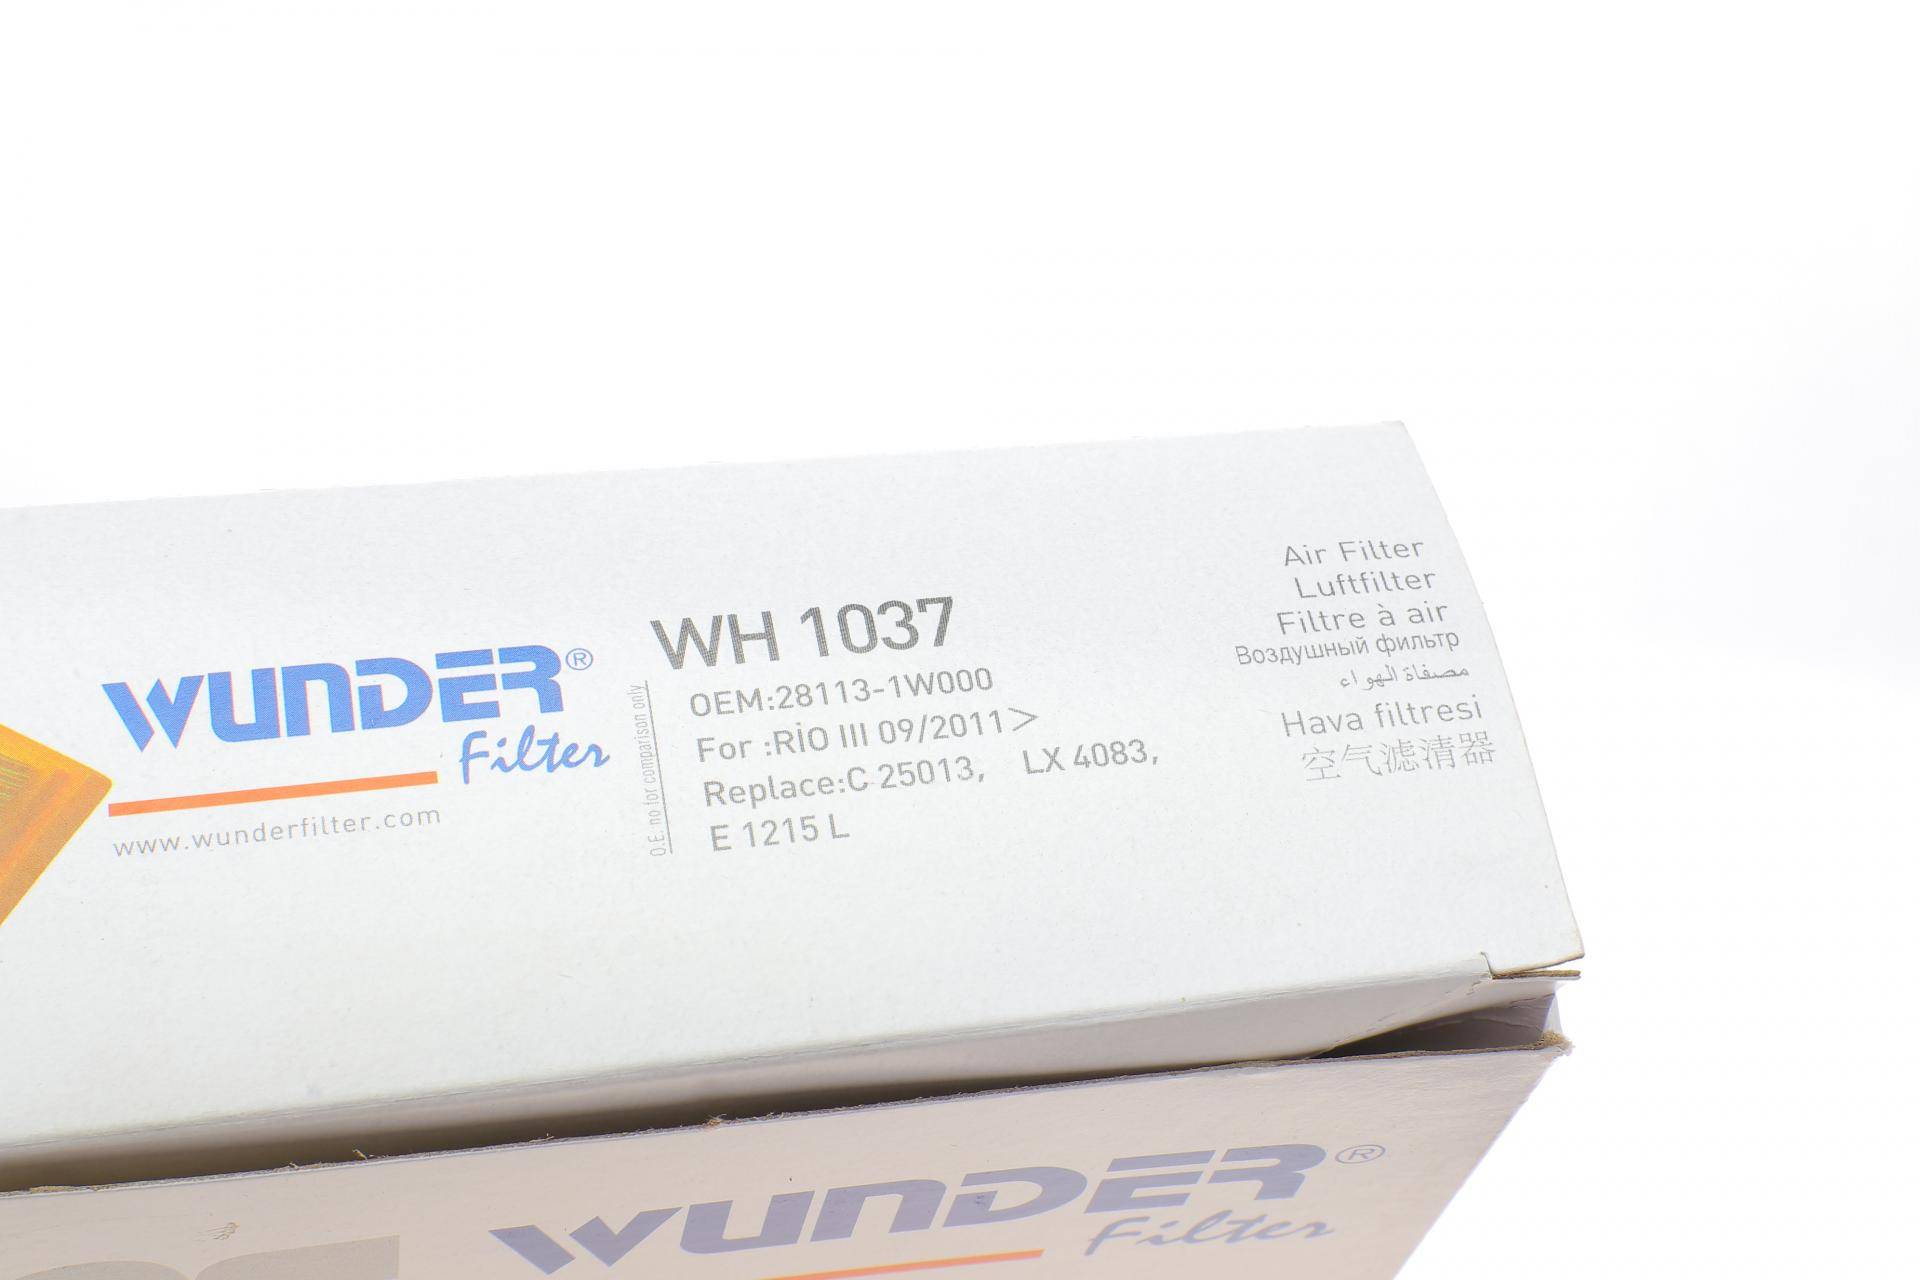 WUNDER®
Filter
www.wunderfilter.com
O.E. no for comparison only
WH 1037
OEM:28113-1W000
For :RİO III 09/2011>
Replace:C 25013, LX 4083,
E 1215 L
Air Filter
Luftfilter
Filtre à air
Воздушный фильтр
مصفاة الهواء
Hava filtresi
空气滤清器
WUNDER®
Filter